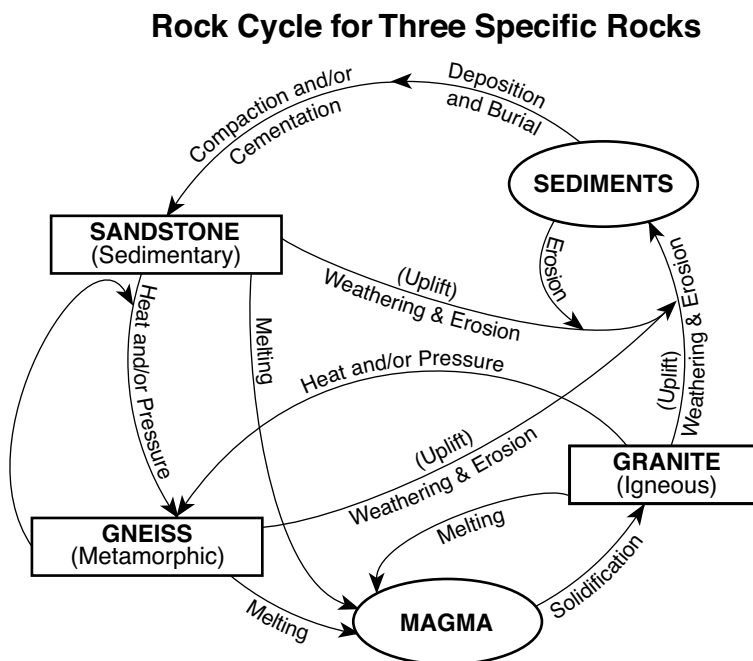 Rock Cycle for Three Specific Rocks
Deposition
and Burial
Compaction and/or
Cementation
SEDIMENTS
SANDSTONE
(Sedimentary)
Erosion
(Uplift)
Weathering & Erosion
(Uplift)
Weathering & Erosion
Heat and/or Pressure
Melting
Heat and/or Pressure
(Uplift)
Weathering & Erosion
GRANITE
(Igneous)
GNEISS
(Metamorphic)
Melting
Solidification
Melting
MAGMA